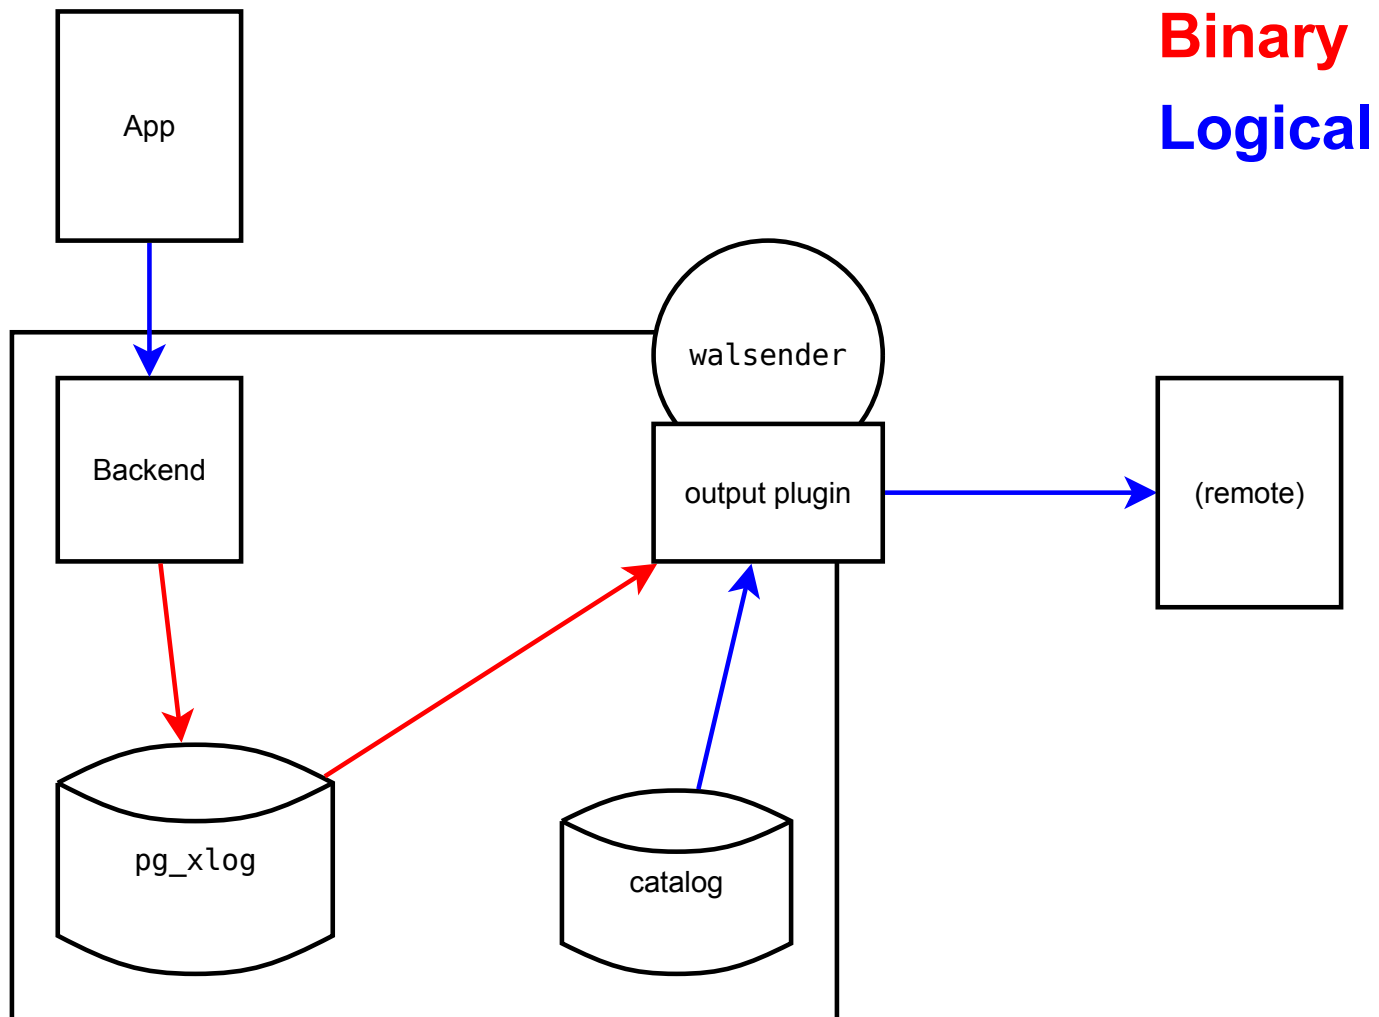 Binary
Logical
App
walsender
Backend
output plugin
(remote)
pg_xlog
catalog